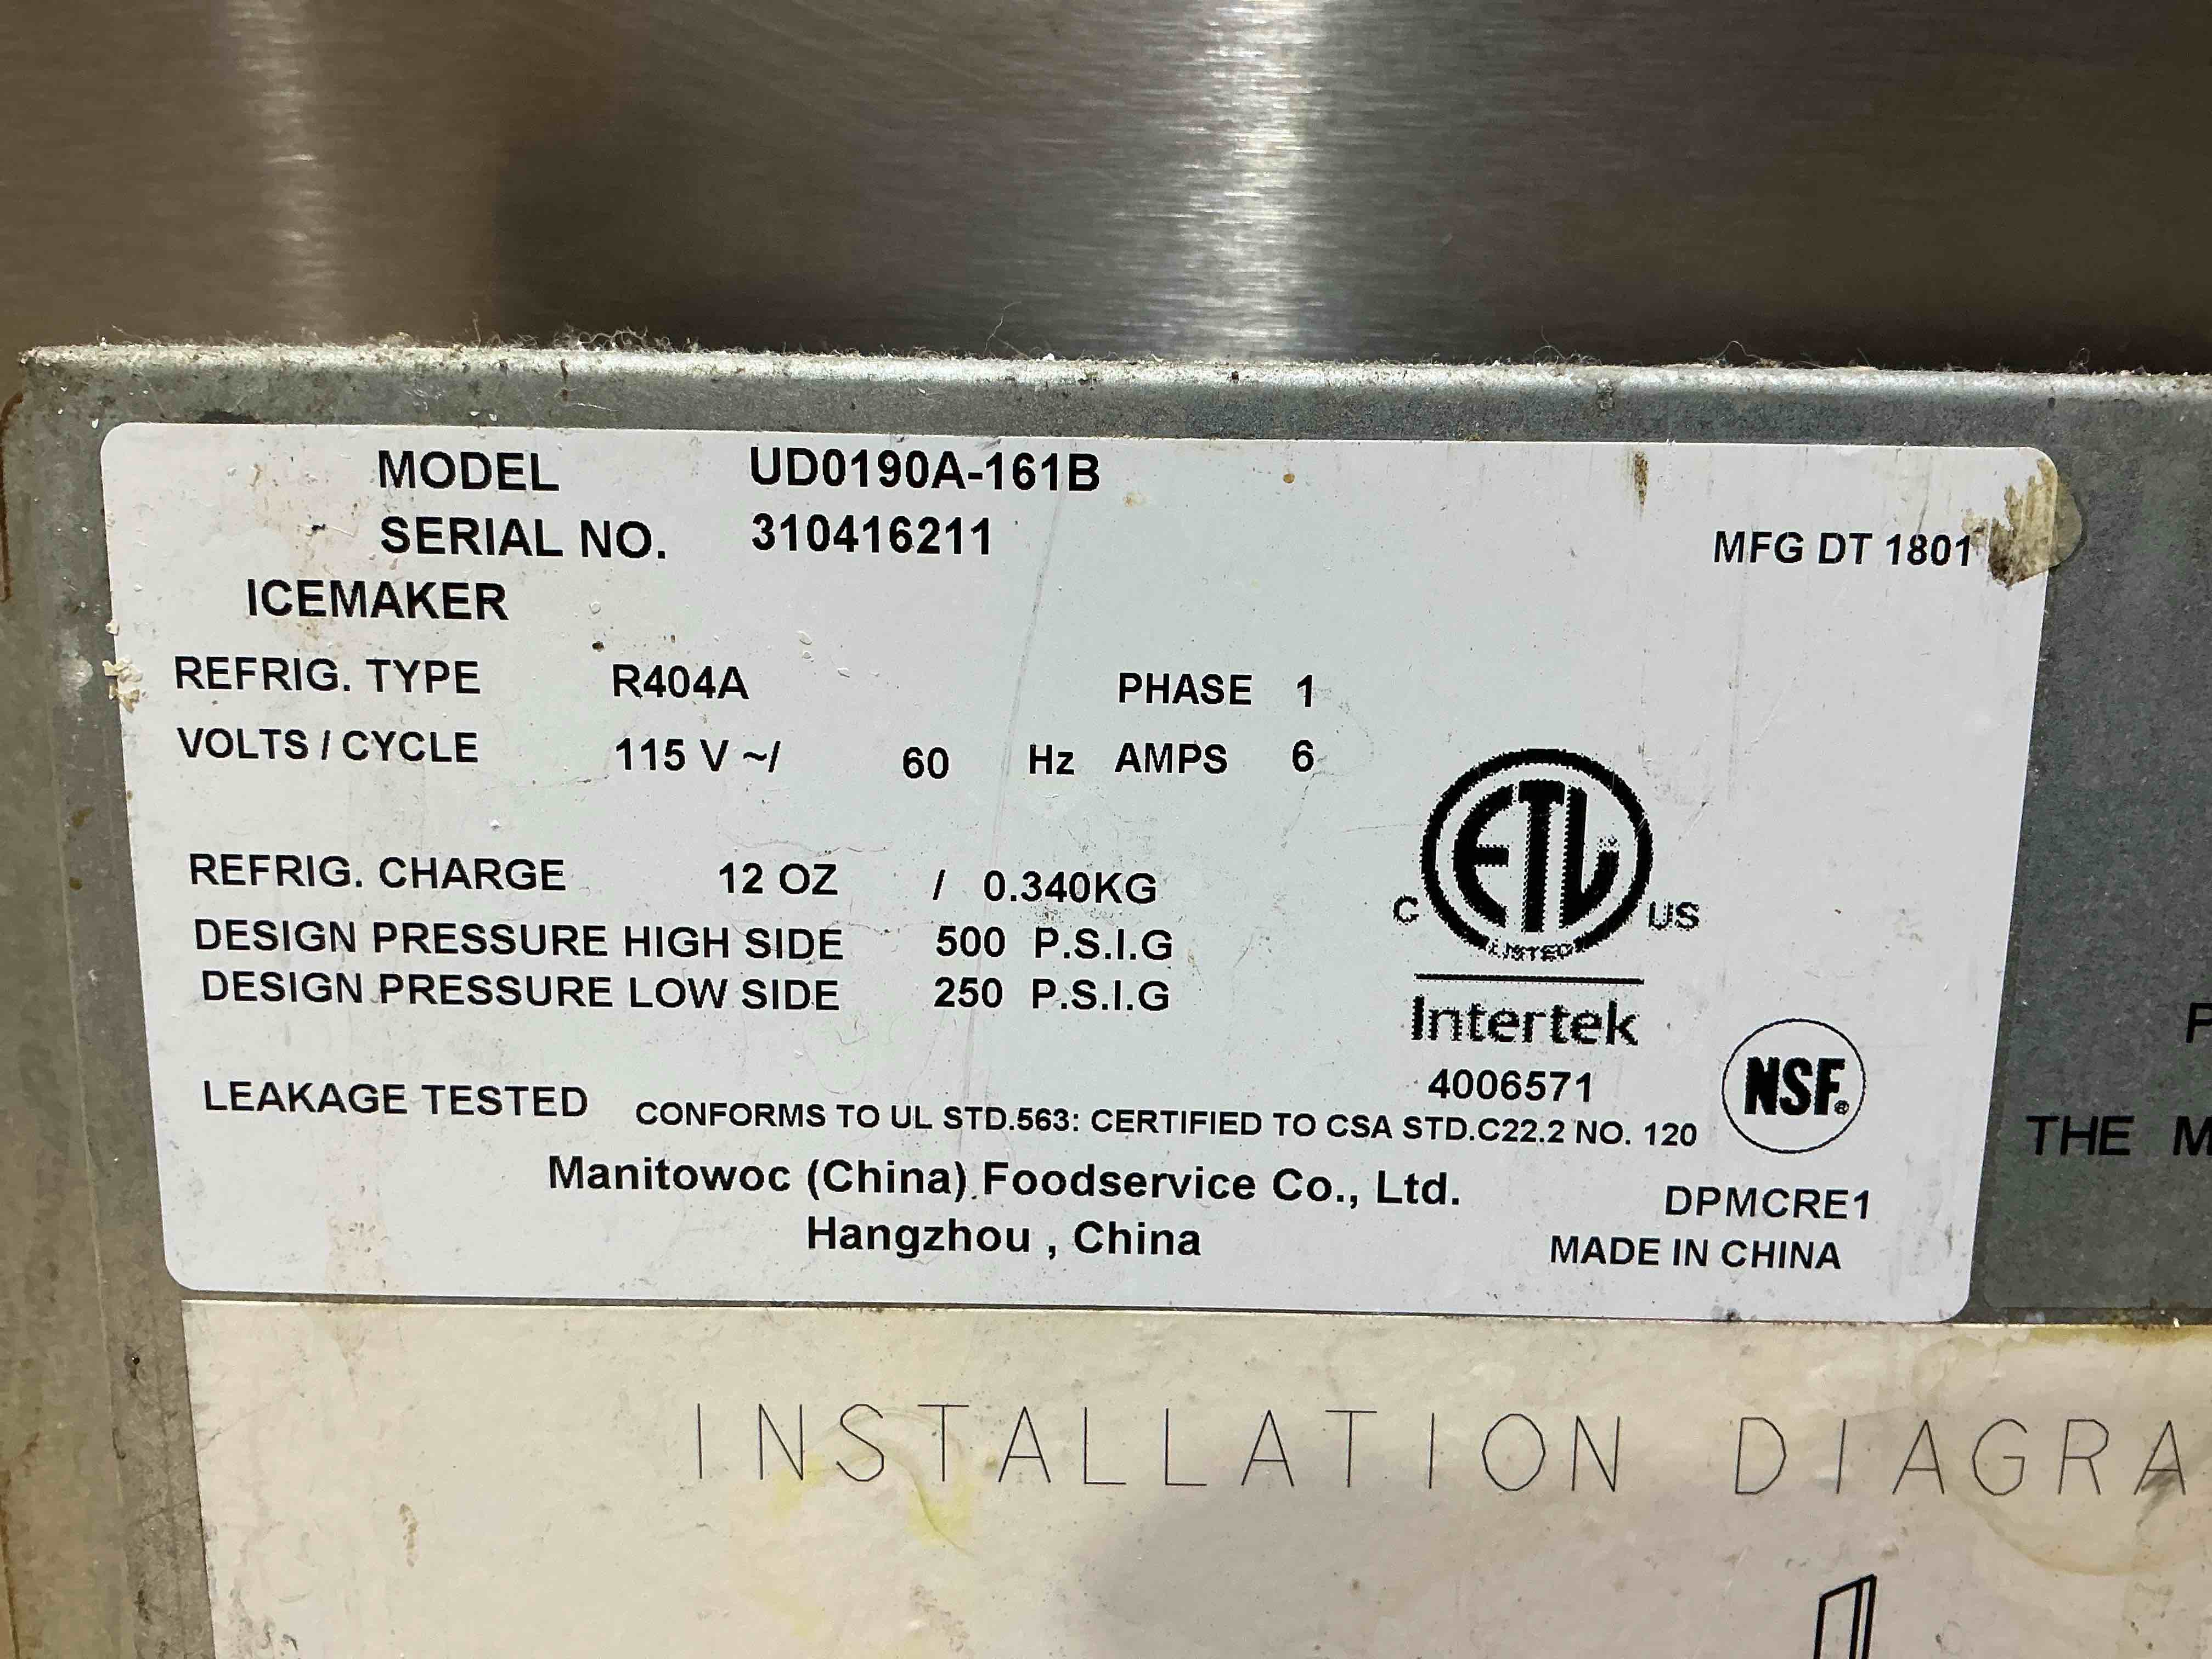 MODEL UD0190A-161B
SERIAL NO. 310416211
MFG DT 1801
ICEMAKER
REFRIG. TYPE R404A PHASE 1
VOLTS / CYCLE 115 V ~/ 60 Hz AMPS 6
REFRIG. CHARGE 12 OZ / 0.340KG
DESIGN PRESSURE HIGH SIDE 500 P.S.I.G
DESIGN PRESSURE LOW SIDE 250 P.S.I.G
ETL
C US
LISTED
Intertek
4006571
NSF®
LEAKAGE TESTED CONFORMS TO UL STD.563: CERTIFIED TO CSA STD.C22.2 NO. 120
Manitowoc (China) Foodservice Co., Ltd.
Hangzhou , China
DPMCRE1
MADE IN CHINA
THE
INSTALLATION DIAGRA